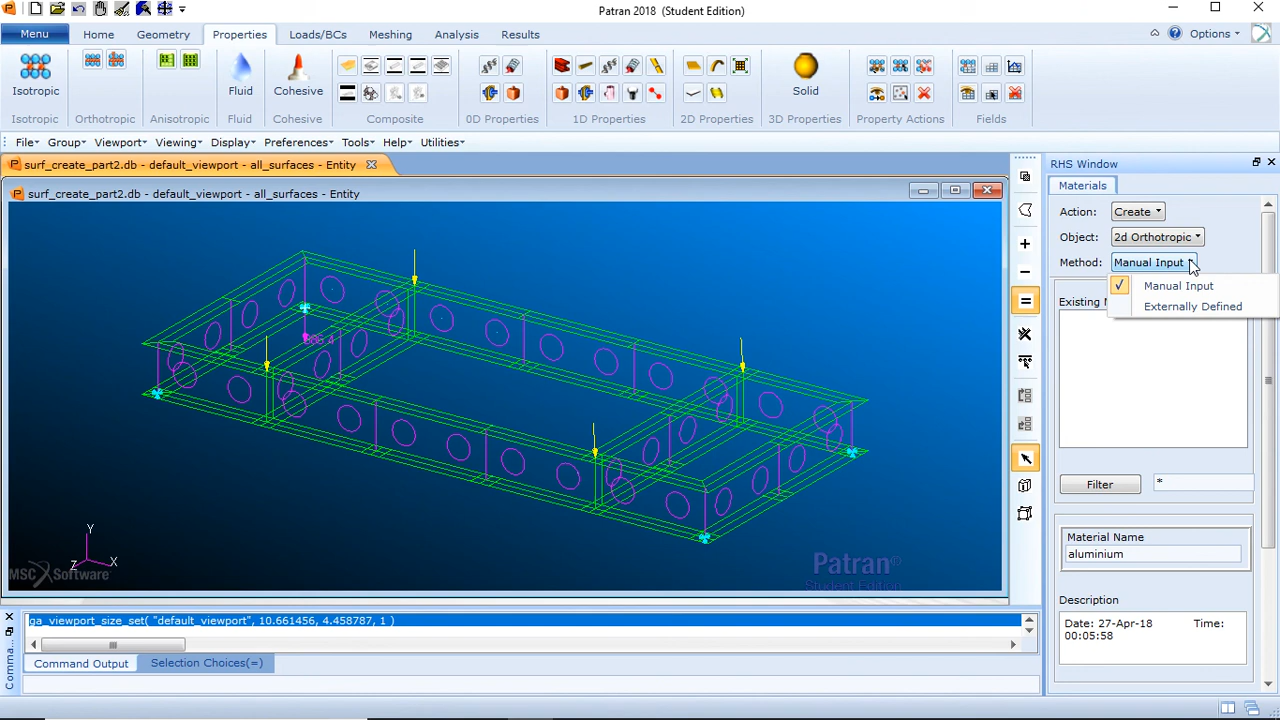 Patran 2018 (Student Edition)
Menu
Home
Geometry
Properties
Loads/BCs
Meshing
Analysis
Results
Options
Isotropic
Fluid
Cohesive
Solid
Isotropic
Orthotropic
Anisotropic
Fluid
Cohesive
Composite
0D Properties
1D Properties
2D Properties
3D Properties
Property Actions
Fields
File
Group
Viewport
Viewing
Display
Preferences
Tools
Help
Utilities
surf_create_part2.db - default_viewport - all_surfaces - Entity
RHS Window
surf_create_part2.db - default_viewport - all_surfaces - Entity
Materials
Action: Create
Object: 2d Orthotropic
Method: Manual Input
Manual Input
Externally Defined
Filter
*
Material Name
aluminium
Description
Date: 27-Apr-18 Time:
00:05:58
Y
X
Z
MSC Software
Patran
Student Edition
ga_viewport_size_set( "default_viewport", 10.661456, 4.458787, 1 )
Command Output
Selection Choices(=)
Comma...